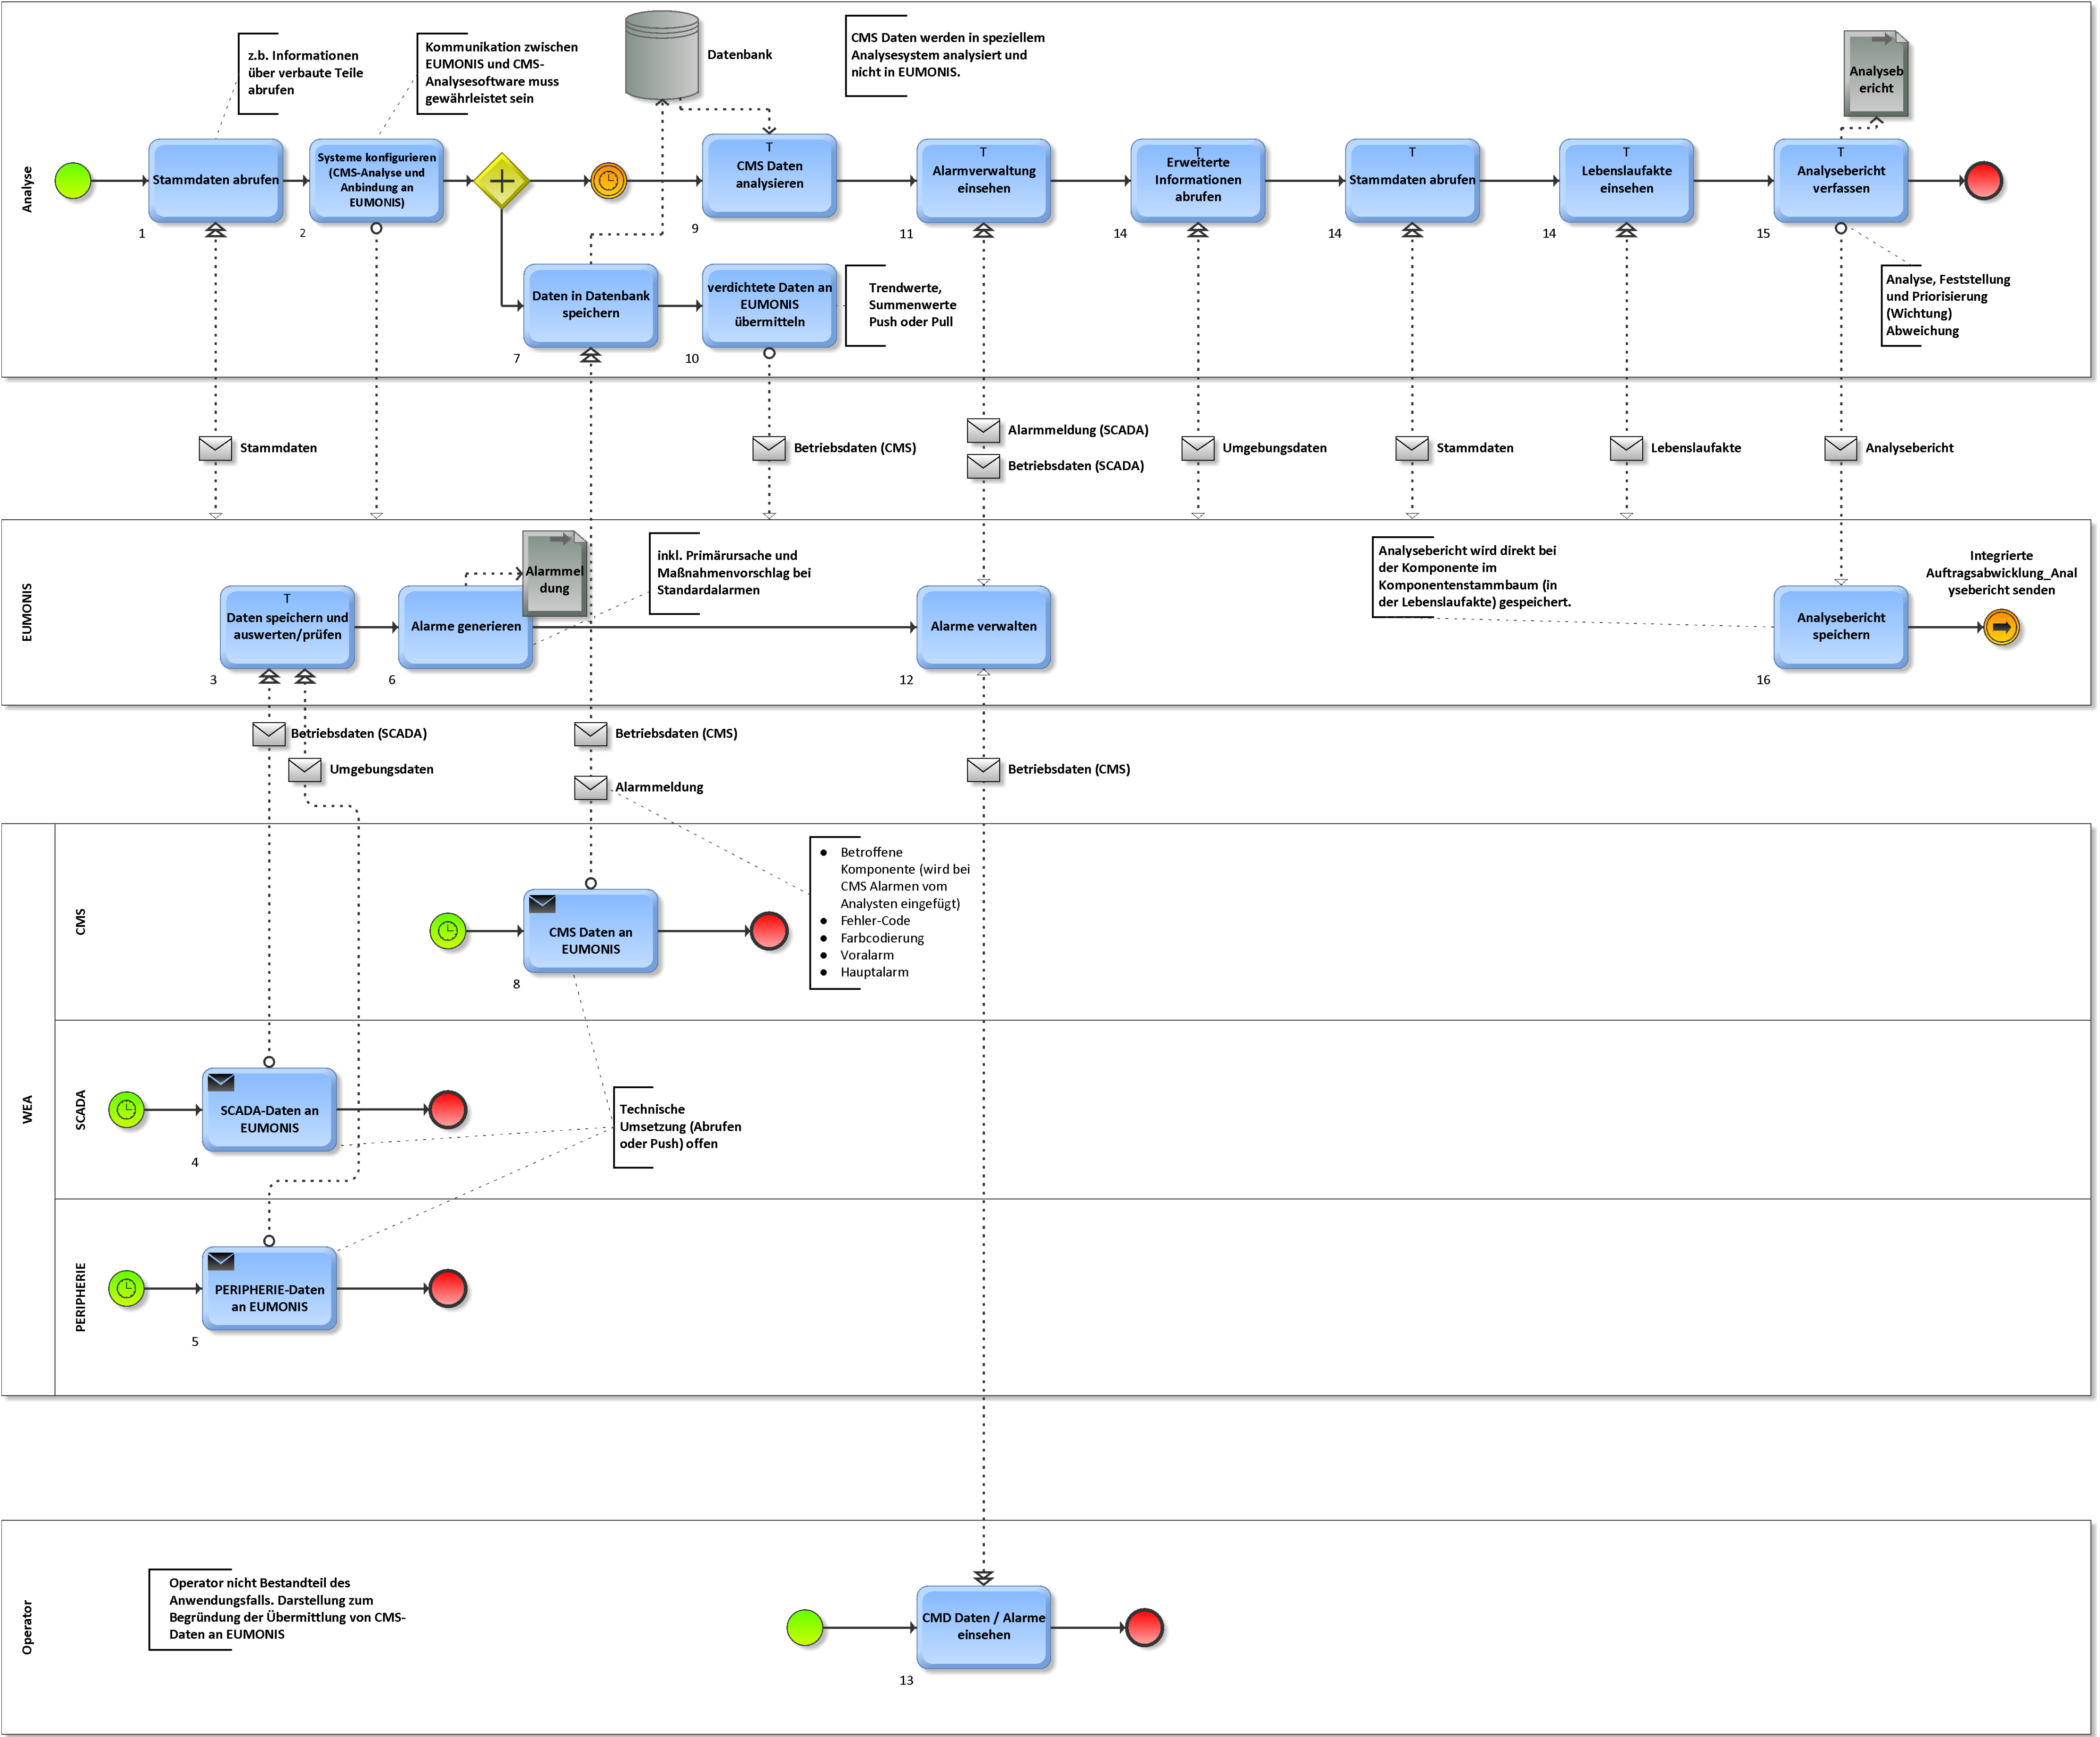 Analyse
z.b. Informationen
über verbaute Teile
abrufen
Kommunikation zwischen
EUMONIS und CMS-
Analysesoftware muss
gewährleistet sein
Datenbank
CMS Daten werden in speziellem
Analysesystem analysiert und
nicht in EUMONIS.
Analyseb
ericht
Stammdaten abrufen
1
Systeme konfigurieren
(CMS-Analyse und
Anbindung an
EUMONIS)
2
T
CMS Daten
analysieren
9
T
Alarmverwaltung
einsehen
11
T
Erweiterte
Informationen
abrufen
14
T
Stammdaten abrufen
14
T
Lebenslaufakte
einsehen
14
T
Analysebericht
verfassen
15
Daten in Datenbank
speichern
7
verdichtete Daten an
EUMONIS
übermitteln
10
Trendwerte,
Summenwerte
Push oder Pull
Analyse, Feststellung
und Priorisierung
(Wichtung)
Abweichung
Stammdaten
Betriebsdaten (CMS)
Alarmmeldung (SCADA)
Betriebsdaten (SCADA)
Umgebungsdaten
Stammdaten
Lebenslaufakte
Analysebericht
EUMONIS
T
Daten speichern und
auswerten/prüfen
3
Alarme generieren
6
Alarmmel
dung
inkl. Primärursache und
Maßnahmenvorschlag bei
Standardalarmen
Alarme verwalten
12
Analysebericht wird direkt bei
der Komponente im
Komponentenstammbaum (in
der Lebenslaufakte) gespeichert.
Analysebericht
speichern
16
Integrierte
Auftragsabwicklung_Anal
ysebericht senden
Betriebsdaten (SCADA)
Umgebungsdaten
Betriebsdaten (CMS)
Alarmmeldung
Betriebsdaten (CMS)
WEA
CMS
CMS Daten an
EUMONIS
8
● Betroffene
Komponente (wird bei
CMS Alarmen vom
Analysten eingefügt)
● Fehler-Code
● Farbcodierung
● Voralarm
● Hauptalarm
SCADA
SCADA-Daten an
EUMONIS
4
Technische
Umsetzung (Abrufen
oder Push) offen
PERIPHERIE
PERIPHERIE-Daten
an EUMONIS
5
Operator
Operator nicht Bestandteil des
Anwendungsfalls. Darstellung zum
Begründung der Übermittlung von CMS-
Daten an EUMONIS
CMD Daten / Alarme
einsehen
13